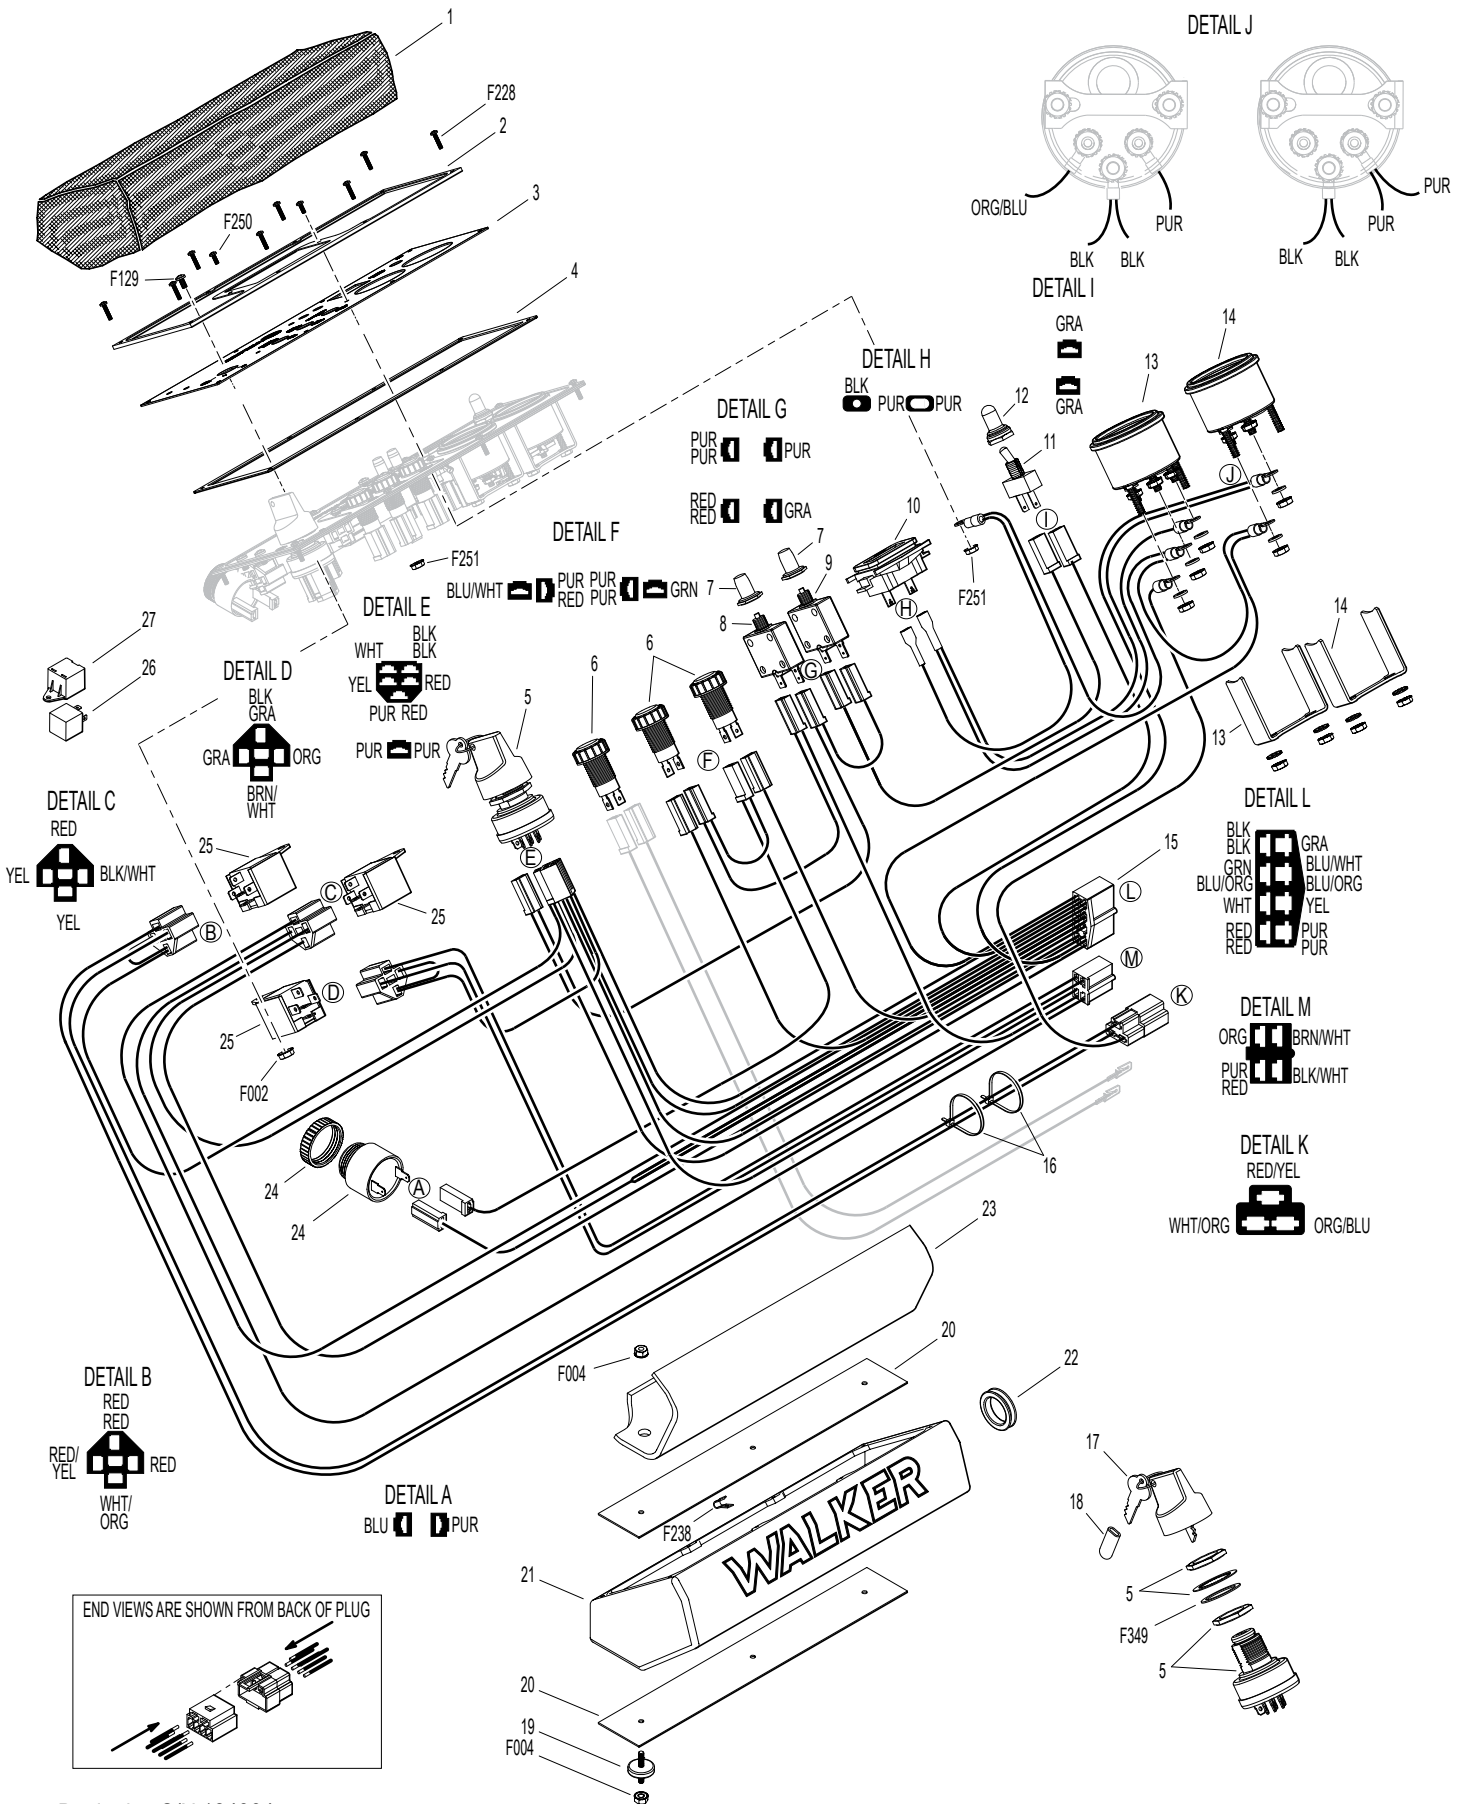 1
DETAIL J
F228
2
3
F250
F129
4
ORG/BLU
PUR
PUR
PUR
BLK
BLK
BLK
BLK
DETAIL I
GRA
GRA
14
13
DETAIL H
BLK
PUR
PUR
12
11
DETAIL G
PUR
PUR
PUR
RED
RED
GRA
J
I
10
DETAIL F
7
F251
BLU/WHT
PUR
RED
PUR
PUR
GRN
7
9
8
H
F251
DETAIL E
BLK
BLK
WHT
YEL
RED
PUR
RED
PUR
PUR
27
26
DETAIL D
BLK
GRA
GRA
ORG
BRN/
WHT
5
6
6
G
F
14
13
DETAIL C
RED
YEL
BLK/WHT
YEL
25
C
25
B
E
DETAIL L
BLK
BLK
GRA
GRN
BLU/WHT
BLU/ORG
BLU/ORG
WHT
YEL
RED
RED
PUR
PUR
15
L
M
K
25
D
F002
DETAIL M
ORG
BRN/WHT
PUR
RED
BLK/WHT
24
24
A
16
DETAIL K
RED/YEL
WHT/ORG
ORG/BLU
23
F004
20
22
DETAIL B
RED
RED
RED/
YEL
RED
WHT/
ORG
DETAIL A
BLU
PUR
F238
WALKER
21
17
18
5
F349
5
END VIEWS ARE SHOWN FROM BACK OF PLUG
20
19
F004